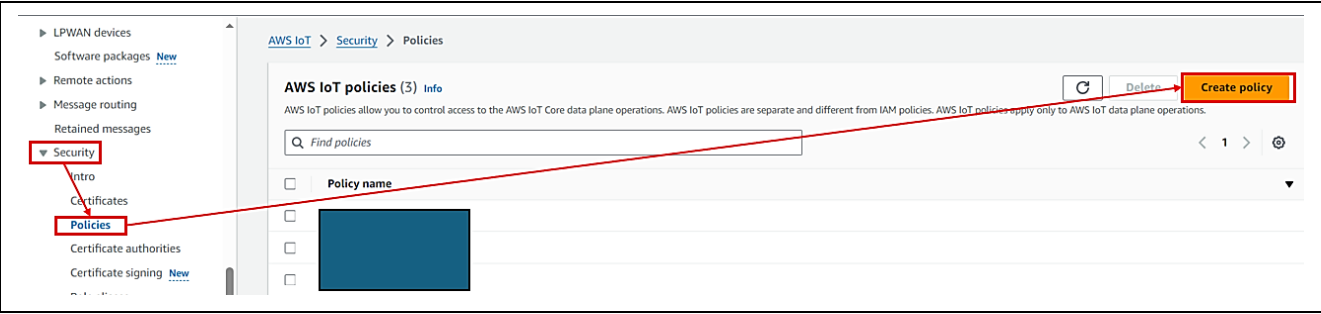 LPWAN devices
Software packages New
Remote actions
Message routing
Retained messages
Security
Intro
Certificates
Policies
Certificate authorities
Certificate signing New
AWS IoT > Security > Policies
AWS IoT policies (3) Info
Delete
Create policy
AWS IoT policies allow you to control access to the AWS IoT Core data plane operations. AWS IoT policies are separate and different from IAM policies. AWS IoT policies apply only to AWS IoT data plane operations.
Find policies
< 1 >
Policy name